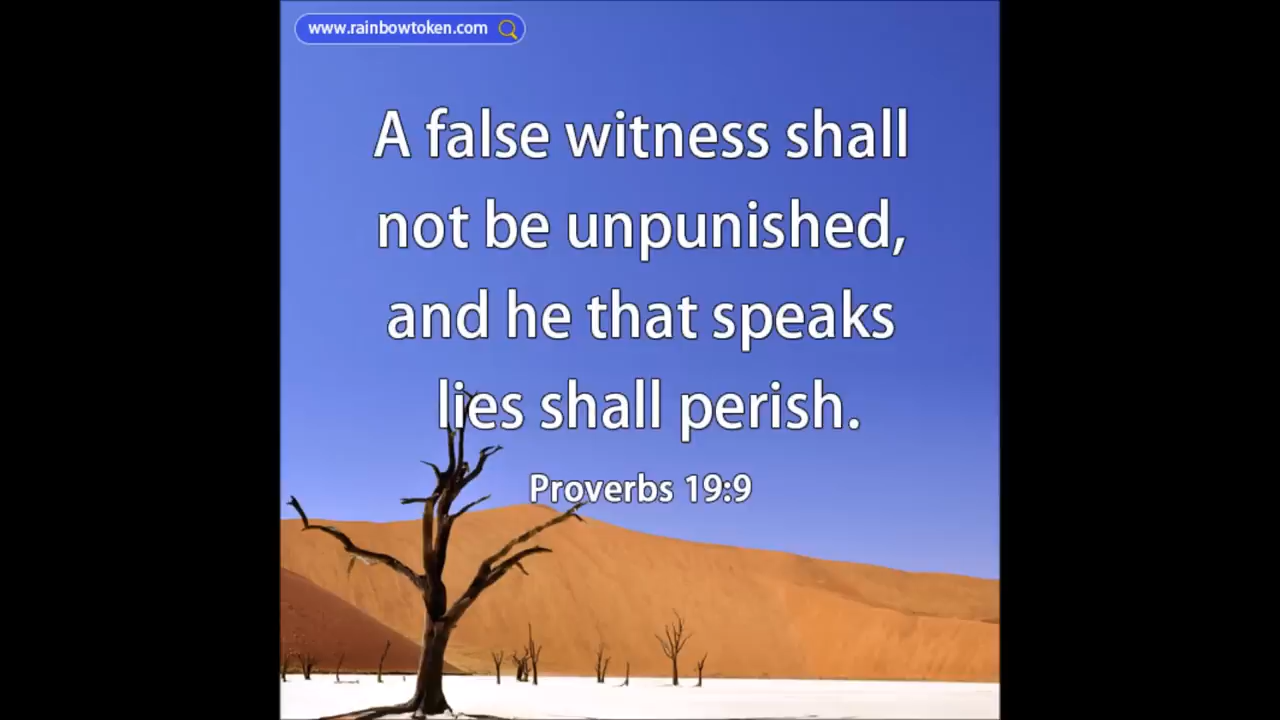 www.rainbowtoken.com
A false witness shall
not be unpunished,
and he that speaks
lies shall perish.
Proverbs 19:9